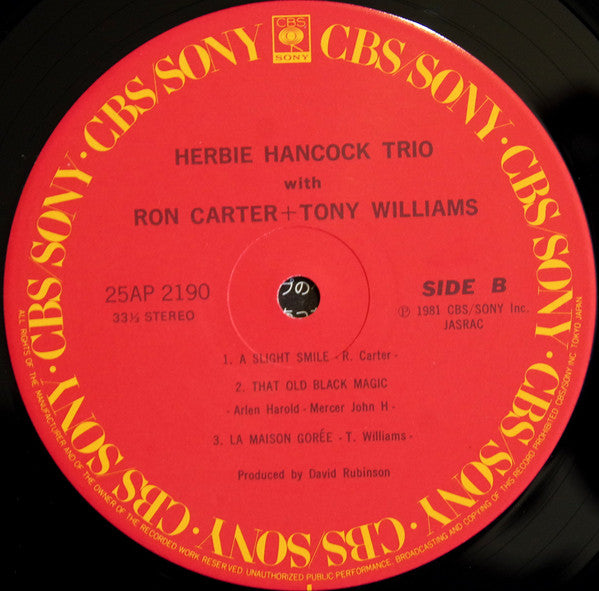 CBS
SONY
CBS/SONY · CBS/SONY · CBS/SONY · CBS/SONY · CBS/SONY · CBS/SONY · CBS/SONY · CBS/SONY
HERBIE HANCOCK TRIO
with
RON CARTER+TONY WILLIAMS
25AP 2190
33⅓ STEREO
SIDE B
Ⓟ 1981 CBS/SONY Inc.
JASRAC
1. A SLIGHT SMILE - R. Carter -
2. THAT OLD BLACK MAGIC
- Arlen Harold - Mercer John H -
3. LA MAISON GORÉE - T. Williams -
Produced by David Rubinson
ALL RIGHTS OF THE MANUFACTURER AND OF THE OWNER OF THE RECORDED WORK RESERVED UNAUTHORIZED PUBLIC PERFORMANCE, BROADCASTING AND COPYING OF THIS RECORD PROHIBITED CBS/SONY INC. TOKYO JAPAN.